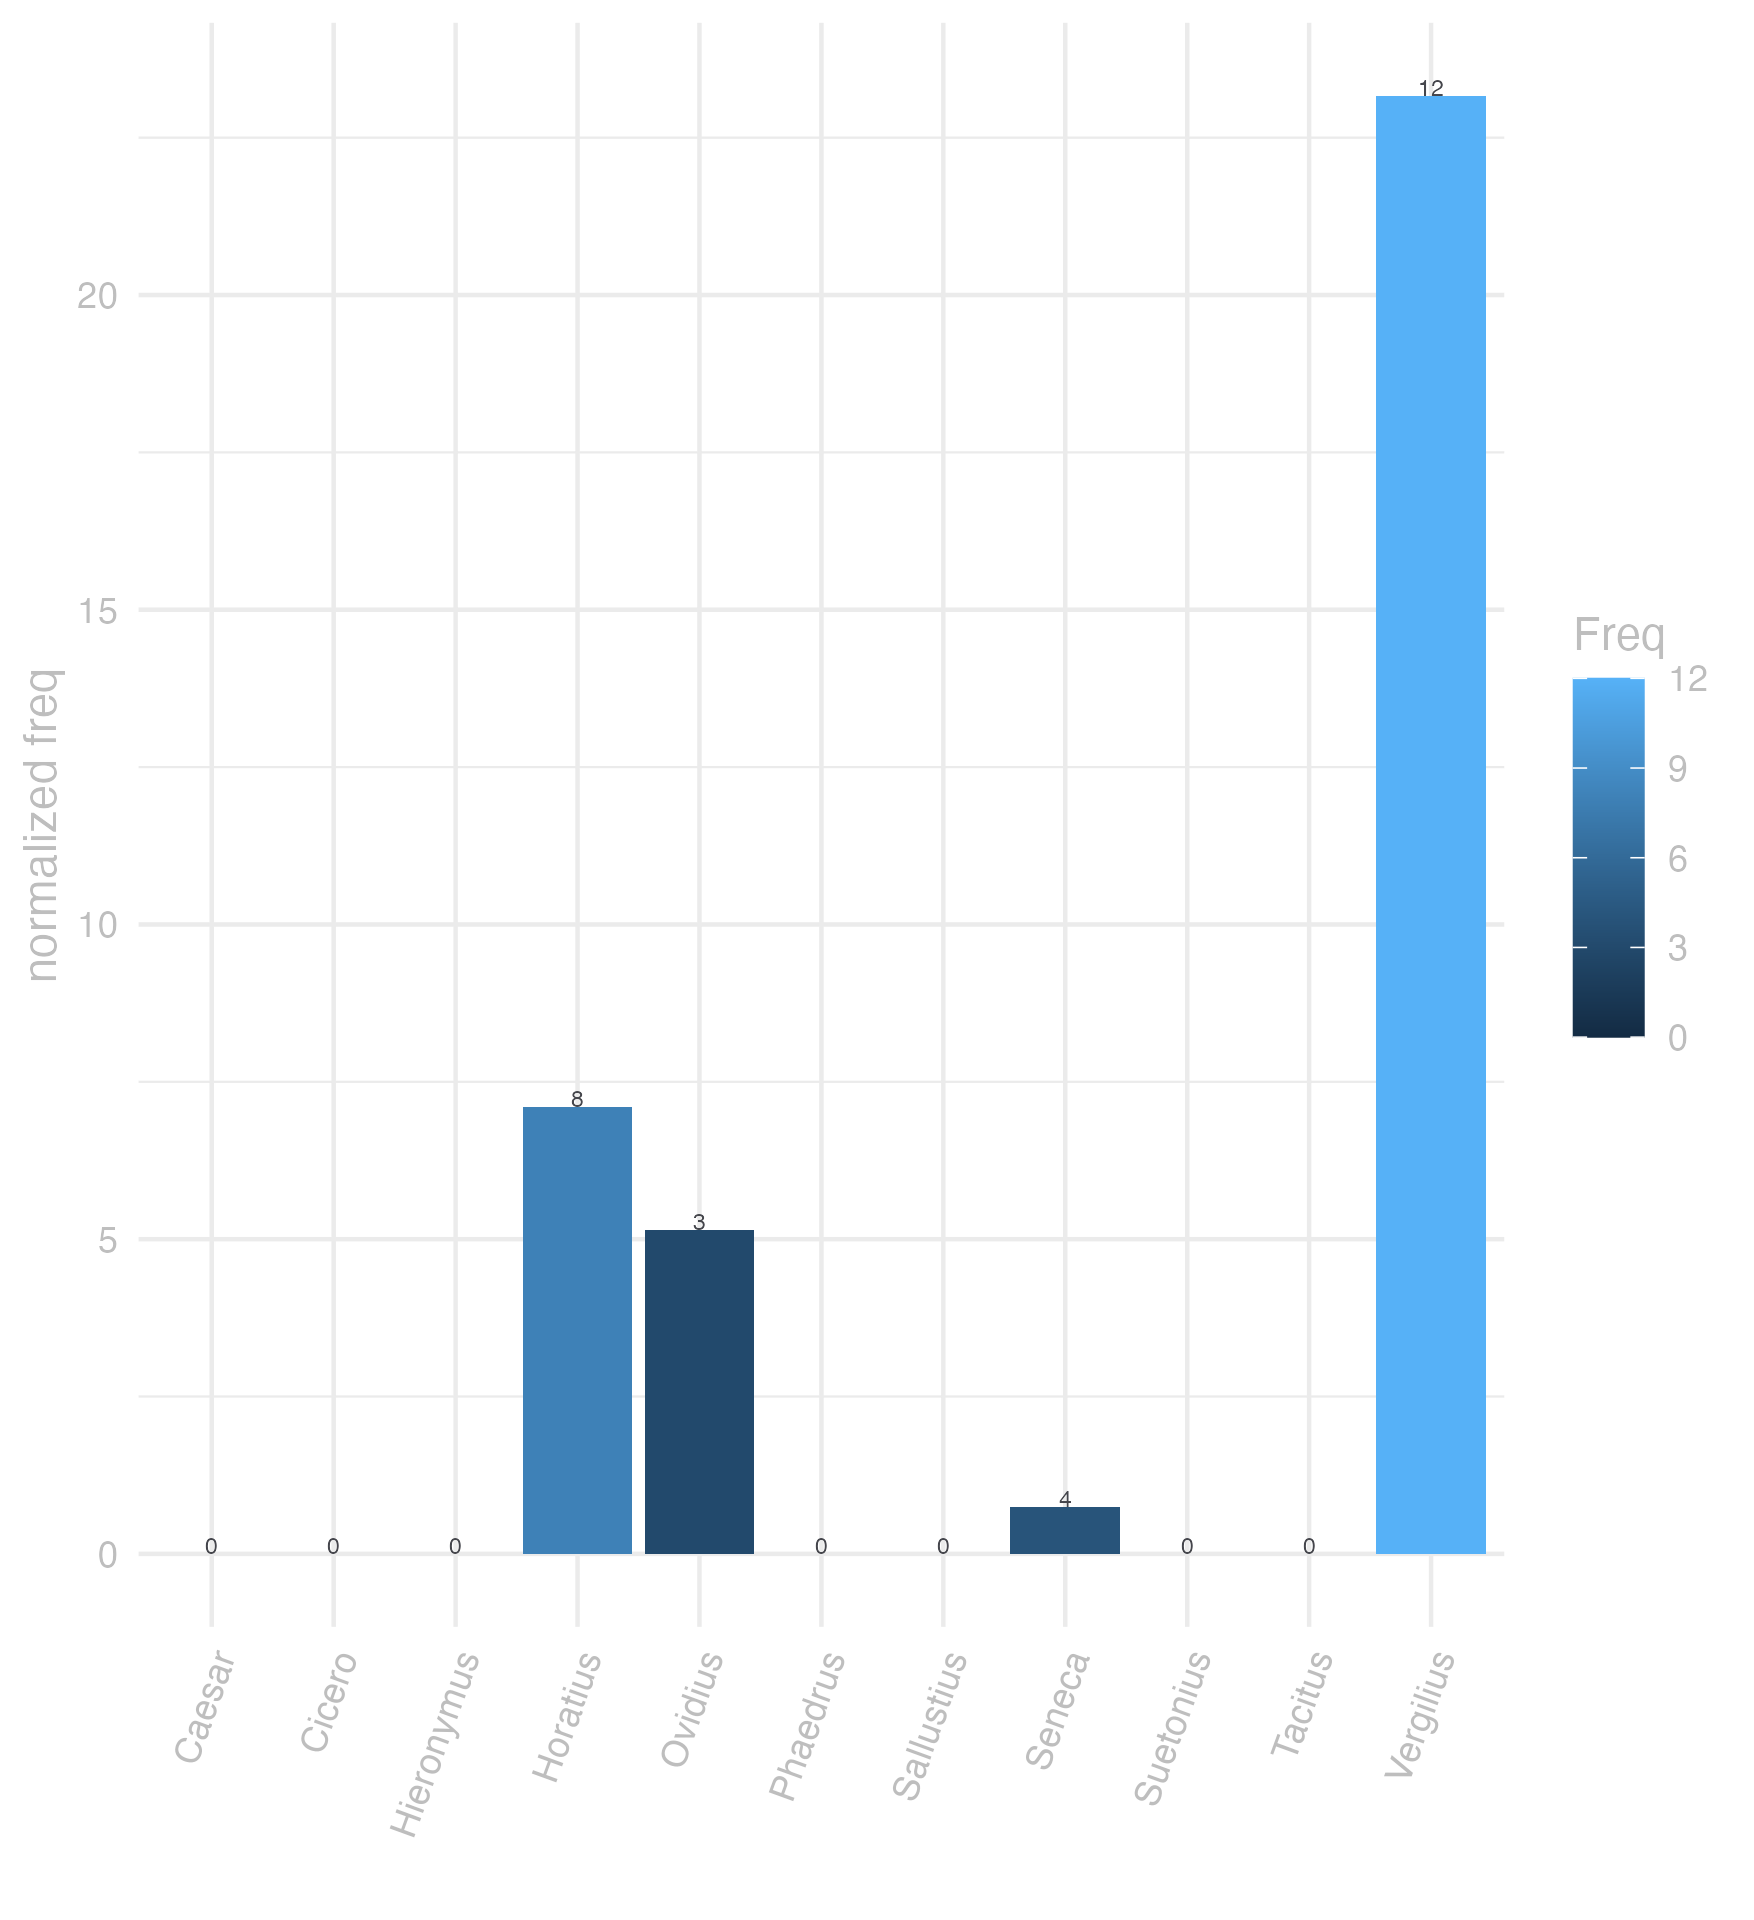 normalized freq
20
15
10
5
0
12
8
3
4
0
0
0
0
0
0
0
Caesar
Cicero
Hieronymus
Horatius
Ovidius
Phaedrus
Sallustius
Seneca
Suetonius
Tacitus
Vergilius
Freq
12
9
6
3
0